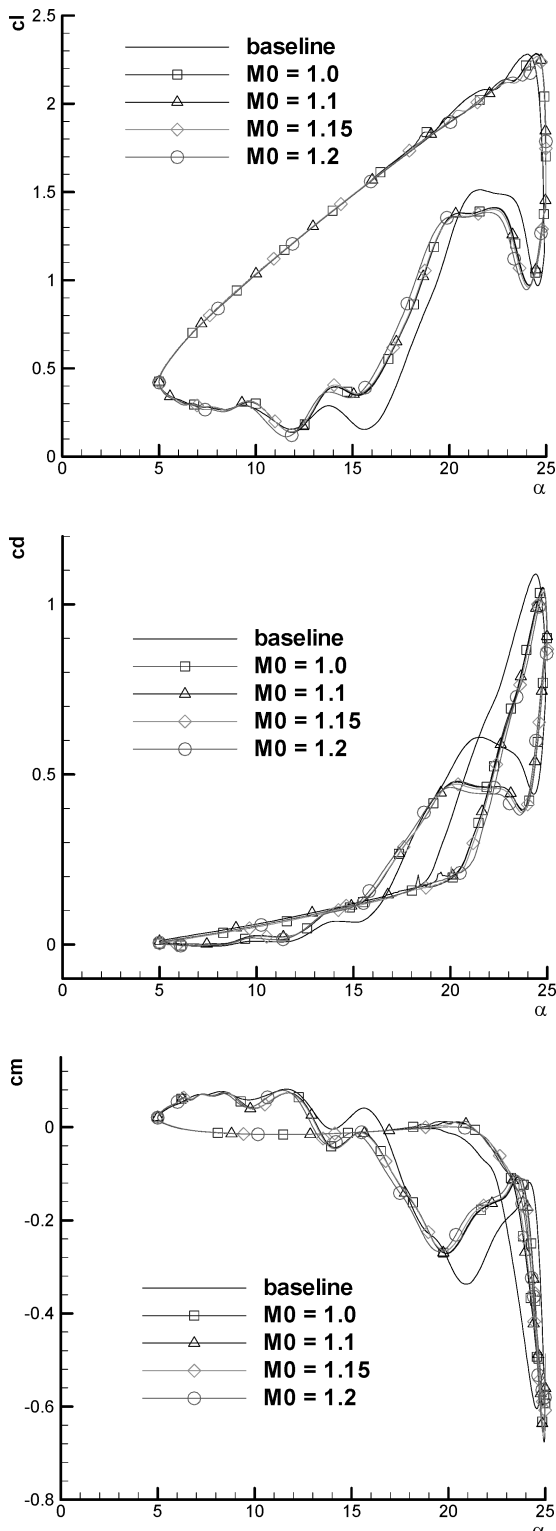 cl
2.5
2
1.5
1
0.5
0
baseline
M0 = 1.0
M0 = 1.1
M0 = 1.15
M0 = 1.2
0 5 10 15 20 25
α
cd
1
0.5
0
baseline
M0 = 1.0
M0 = 1.1
M0 = 1.15
M0 = 1.2
0 5 10 15 20 25
α
cm
0
-0.2
-0.4
-0.6
-0.8
baseline
M0 = 1.0
M0 = 1.1
M0 = 1.15
M0 = 1.2
0 5 10 15 20 25
α